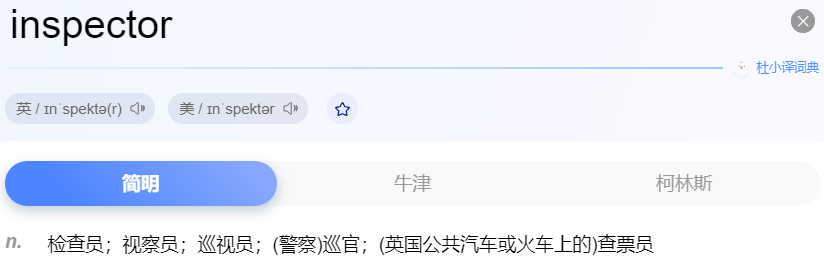 inspector
杜小译词典
英 / ɪnˈspektə(r)
美 / ɪnˈspektər
简明
牛津
柯林斯
n. 检查员；视察员；巡视员；(警察)巡官；(英国公共汽车或火车上的)查票员